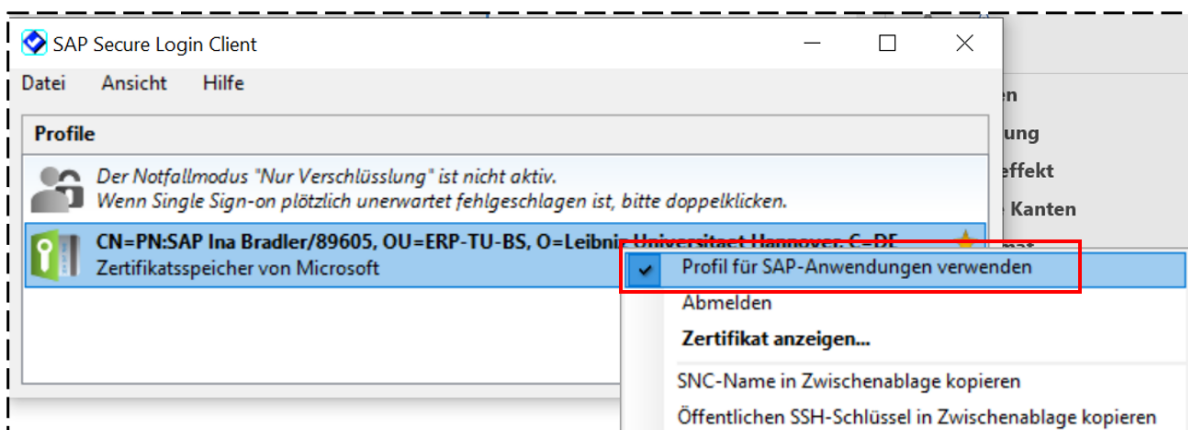 SAP Secure Login Client
Datei Ansicht Hilfe
Profile
Der Notfallmodus "Nur Verschlüsslung" ist nicht aktiv.
Wenn Single Sign-on plötzlich unerwartet fehlgeschlagen ist, bitte doppelklicken.
CN=PN:SAP Ina Bradler/89605, OU=ERP-TU-BS, O=Leibniz Universitaet Hannover, C=DE
Zertifikatsspeicher von Microsoft
Profil für SAP-Anwendungen verwenden
Abmelden
Zertifikat anzeigen...
SNC-Name in Zwischenablage kopieren
Öffentlichen SSH-Schlüssel in Zwischenablage kopieren
en
ung
effekt
Kanten